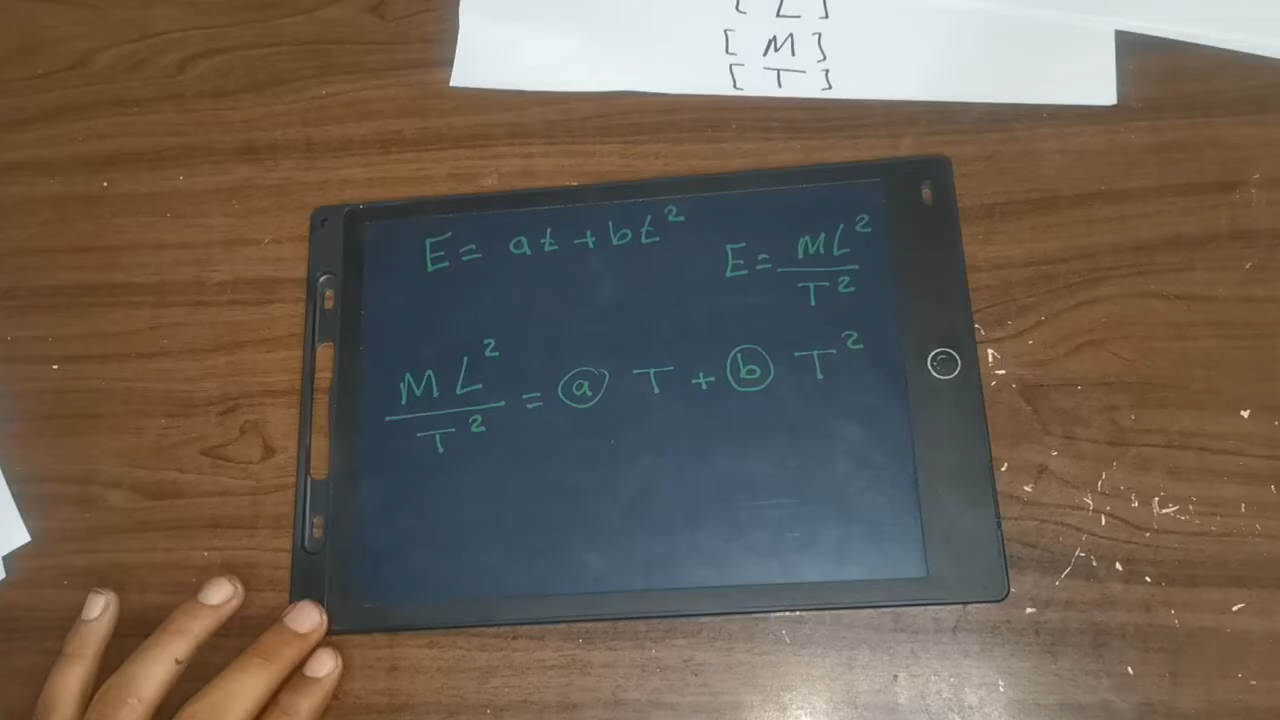 [ L ]
[ M ]
[ T ]
E = at + bt²
E = ML² / T²
ML² / T² = a T + b T²